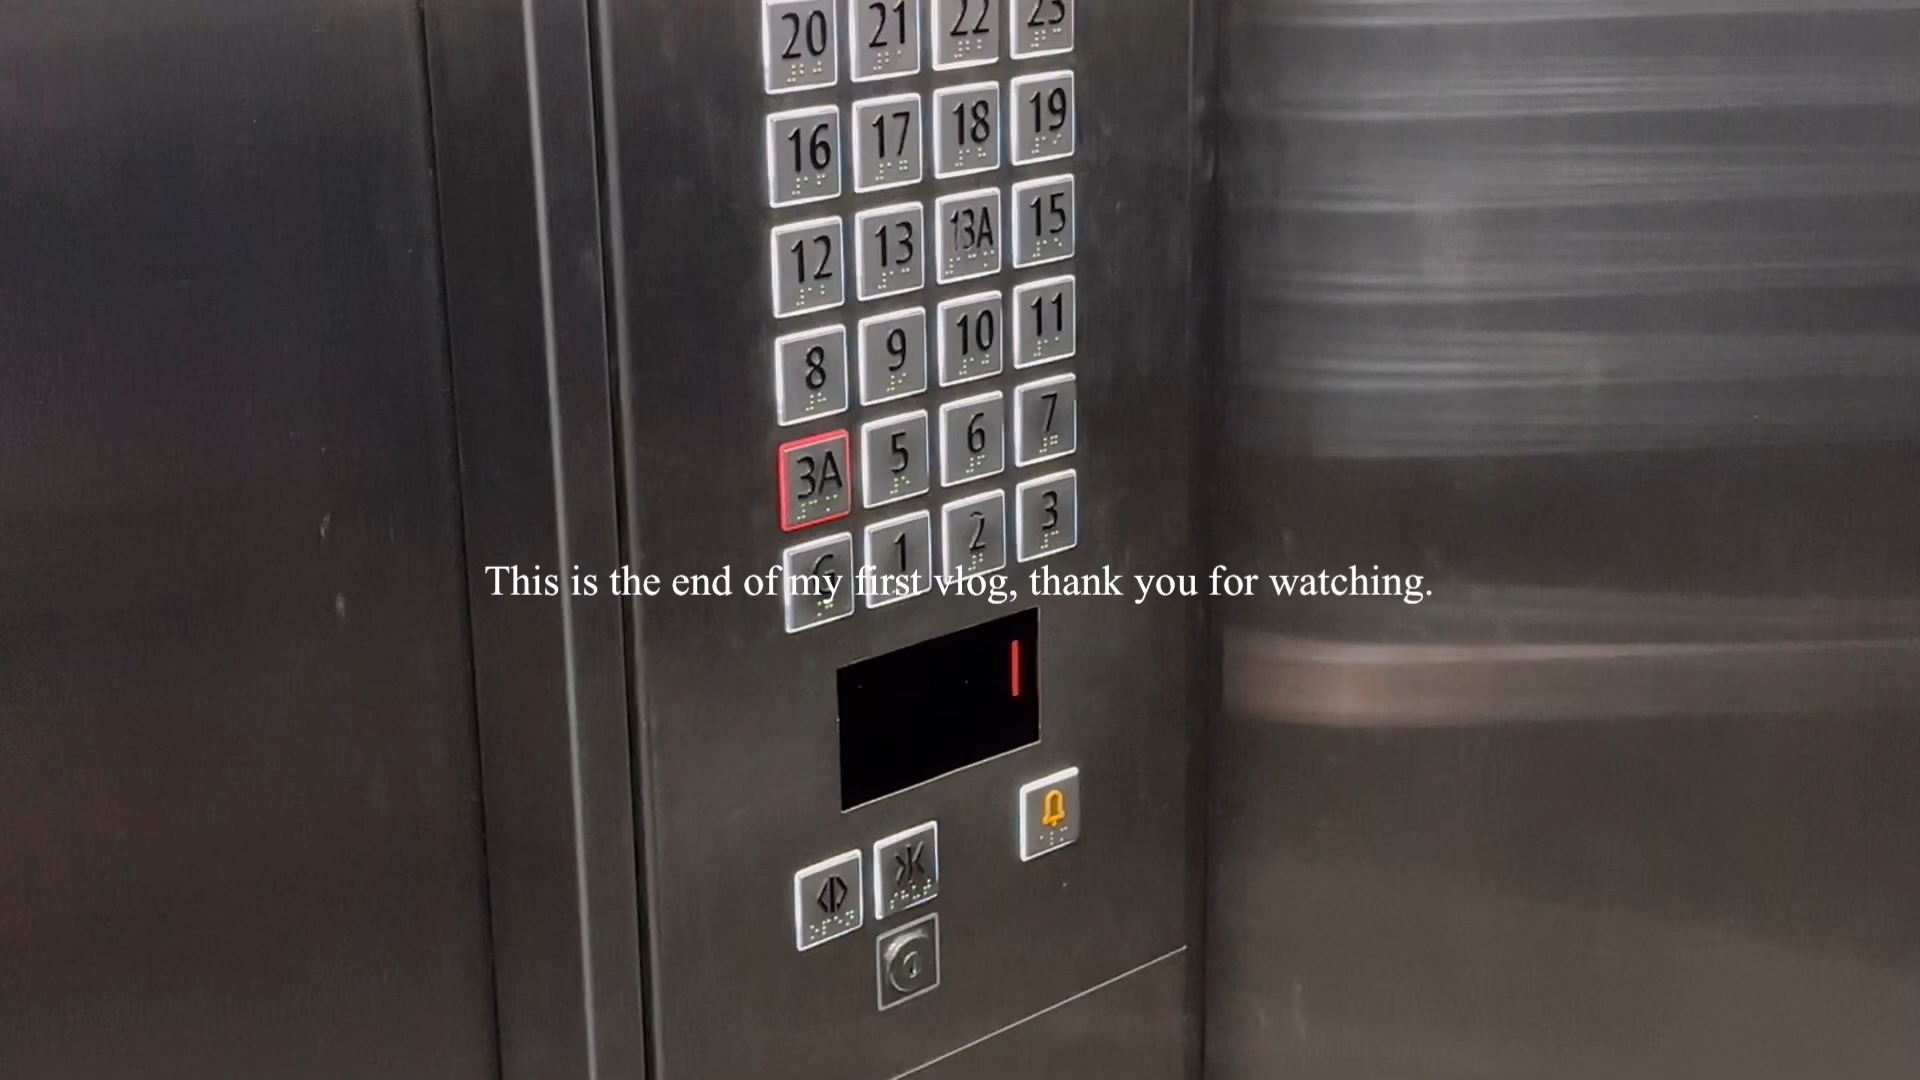 20 21 22 23
16 17 18 19
12 13 13A 15
8 9 10 11
3A 5 6 7
G 1 2 3
This is the end of my first vlog, thank you for watching.
1